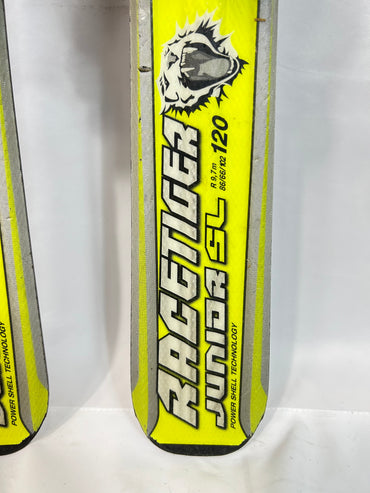 RACETIGER
JUNIOR SL
R 9,7m
86/66/102
120
POWER SHELL TECHNOLOGY
POWER SHELL TECHNOLOGY